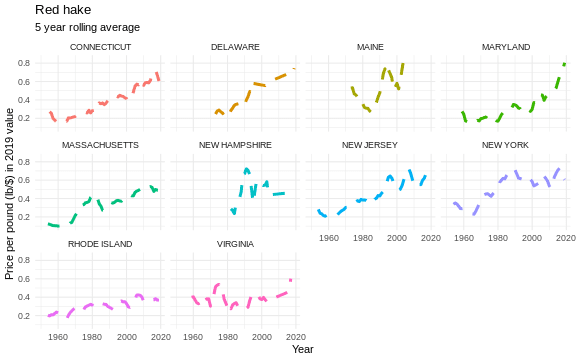 Red hake
5 year rolling average
CONNECTICUT DELAWARE MAINE MARYLAND
0.8
0.6
0.4
0.2
MASSACHUSETTS NEW HAMPSHIRE NEW JERSEY NEW YORK
0.8
0.6
0.4
0.2
1960 1980 2000 2020 1960 1980 2000 2020
RHODE ISLAND VIRGINIA
0.8
0.6
0.4
0.2
1960 1980 2000 2020 1960 1980 2000 2020
Price per pound (lb/$) in 2019 value
Year